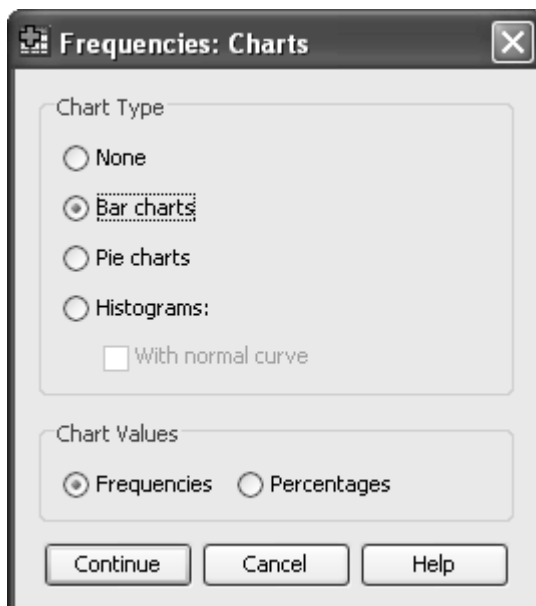 Frequencies: Charts
Chart Type
None
Bar charts
Pie charts
Histograms:
With normal curve
Chart Values
Frequencies Percentages
Continue Cancel Help